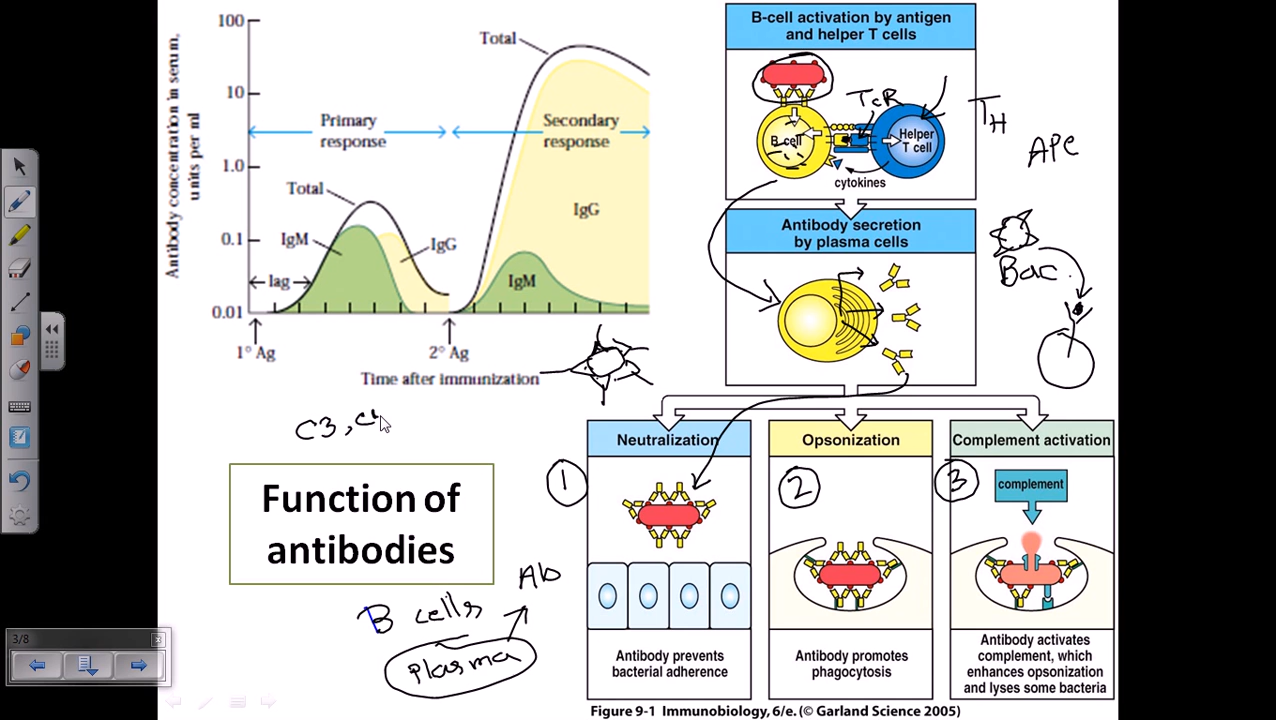 100
10
1.0
0.1
0.01
Antibody concentration in serum,
units per ml
Total
Primary
response
Secondary
response
Total
IgM
IgG
IgG
IgM
lag
1° Ag
2° Ag
Time after immunization
C3, C4
Function of
antibodies
B cells
Plasma
Ab
B-cell activation by antigen
and helper T cells
TCR
B cell
Helper
T cell
cytokines
TH
APC
Antibody secretion
by plasma cells
Bac.
Neutralization
Opsonization
Complement activation
1
2
3
complement
Antibody prevents
bacterial adherence
Antibody promotes
phagocytosis
Antibody activates
complement, which
enhances opsonization
and lyses some bacteria
Figure 9-1 Immunobiology, 6/e. (© Garland Science 2005)
3/8